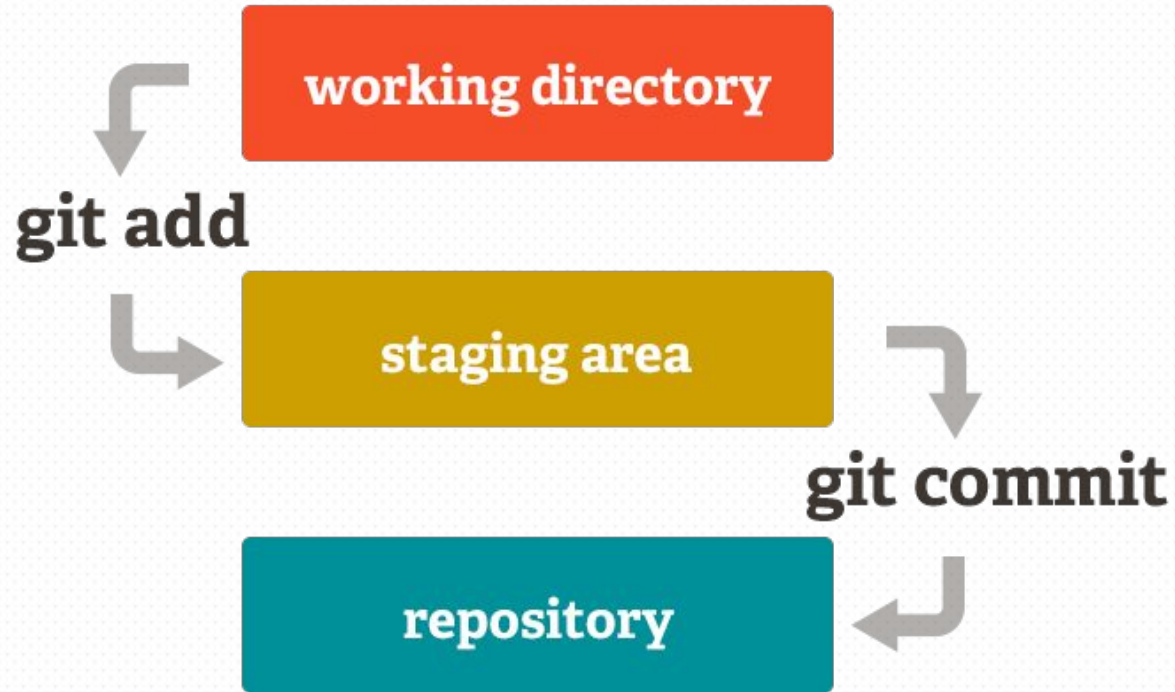 working directory
git add
staging area
git commit
repository